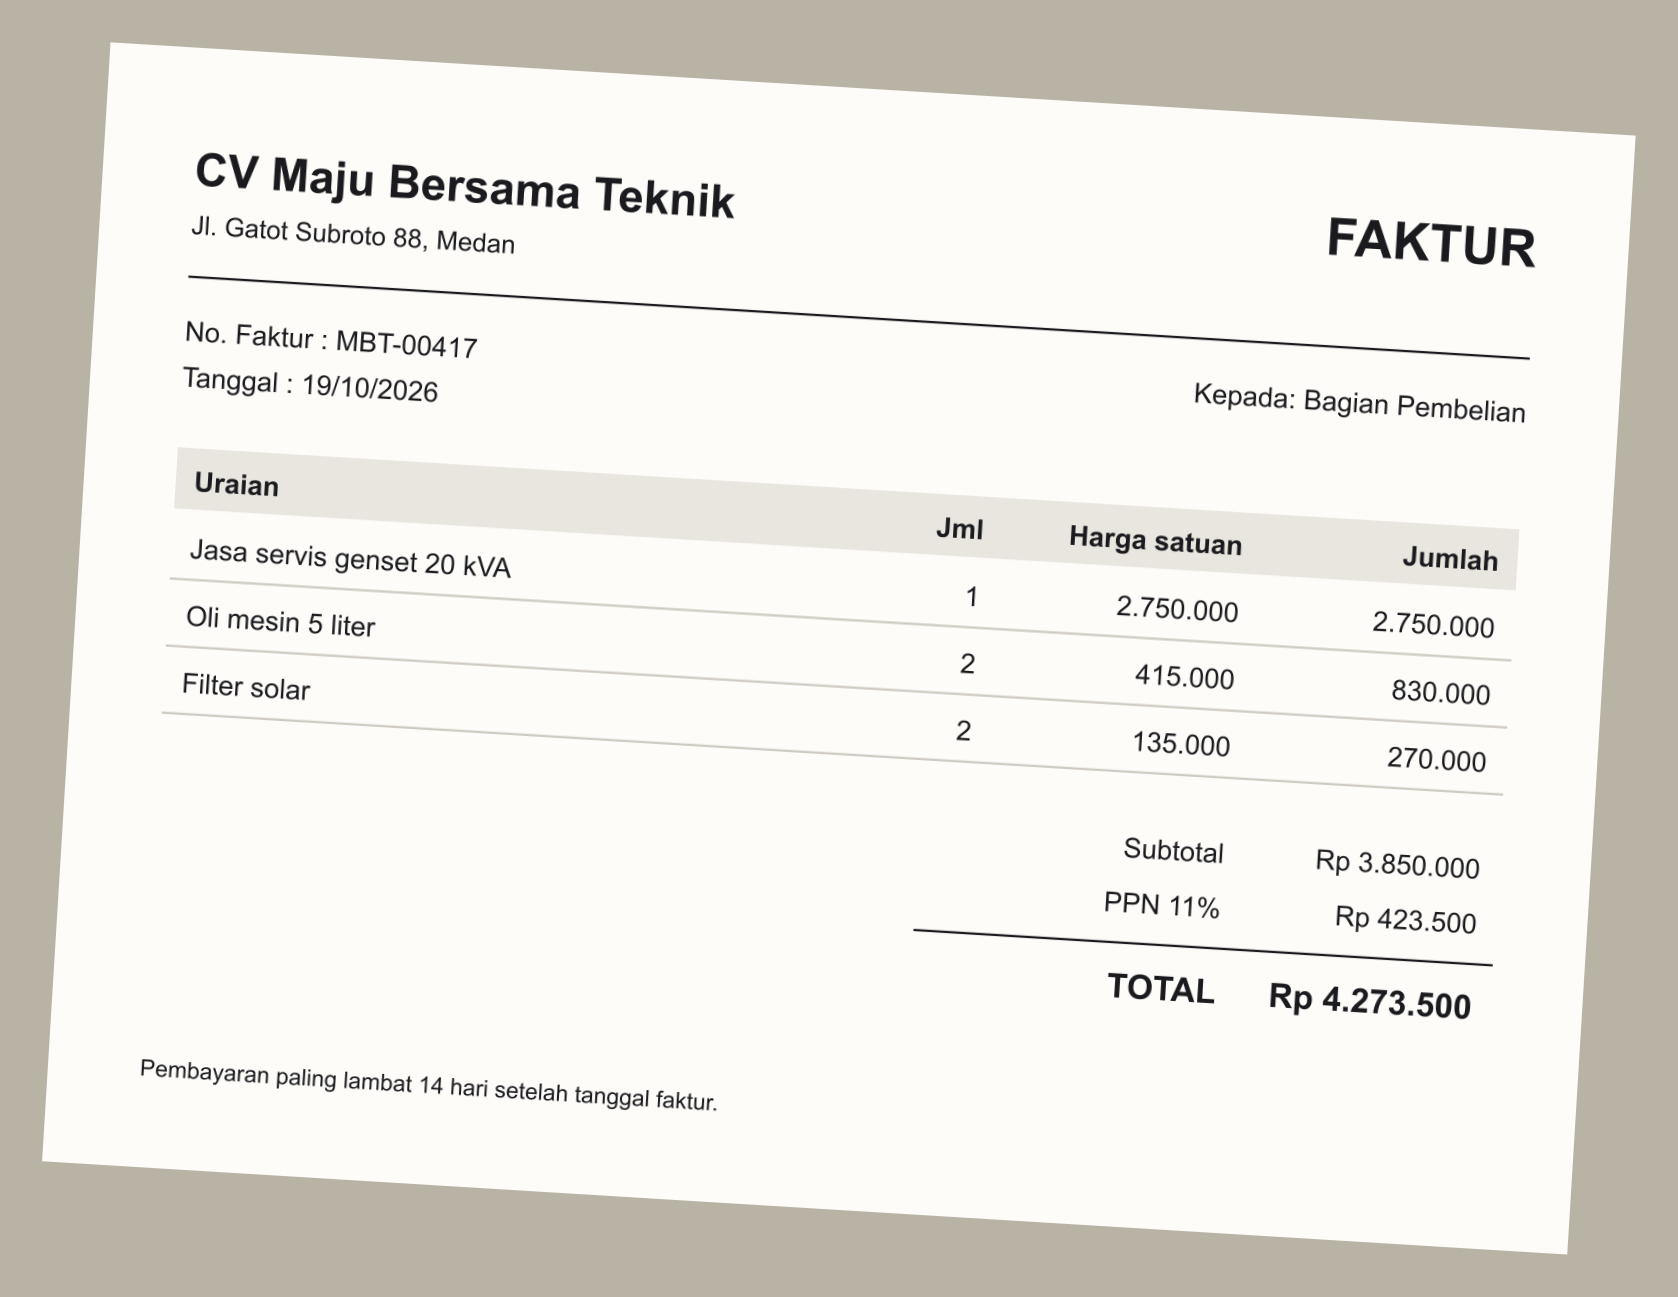 CV Maju Bersama Teknik
Jl. Gatot Subroto 88, Medan
FAKTUR
No. Faktur : MBT-00417
Tanggal : 19/10/2026
Kepada: Bagian Pembelian
Uraian Jml Harga satuan Jumlah
Jasa servis genset 20 kVA 1 2.750.000 2.750.000
Oli mesin 5 liter 2 415.000 830.000
Filter solar 2 135.000 270.000
Subtotal Rp 3.850.000
PPN 11% Rp 423.500
TOTAL Rp 4.273.500
Pembayaran paling lambat 14 hari setelah tanggal faktur.